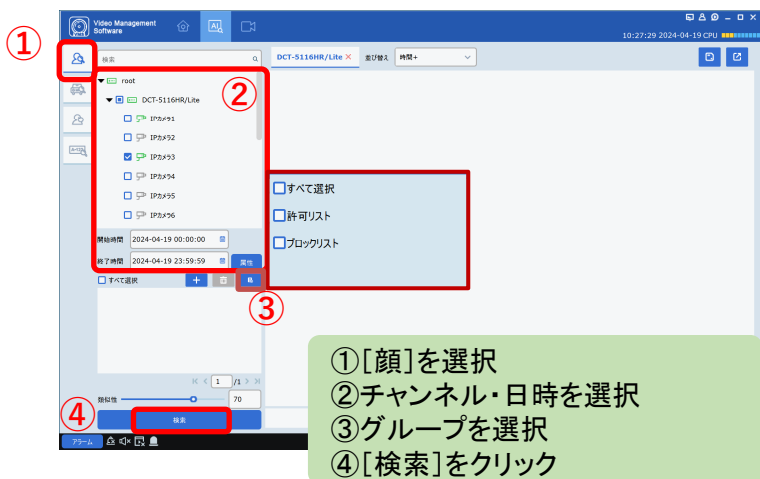 ①
Video Management
Software
AI
10:27:29 2024-04-19 CPU
検索
DCT-5116HR/Lite ×
並び替え
時間+
②
root
DCT-5116HR/Lite
IPカメラ1
IPカメラ2
IPカメラ3
IPカメラ4
IPカメラ5
IPカメラ6
すべて選択
許可リスト
ブロックリスト
開始時間 2024-04-19 00:00:00
終了時間 2024-04-19 23:59:59
属性
すべて選択
③
1 /1
類似性 70
④
検索
アラーム
①[顔]を選択
②チャンネル・日時を選択
③グループを選択
④[検索]をクリック